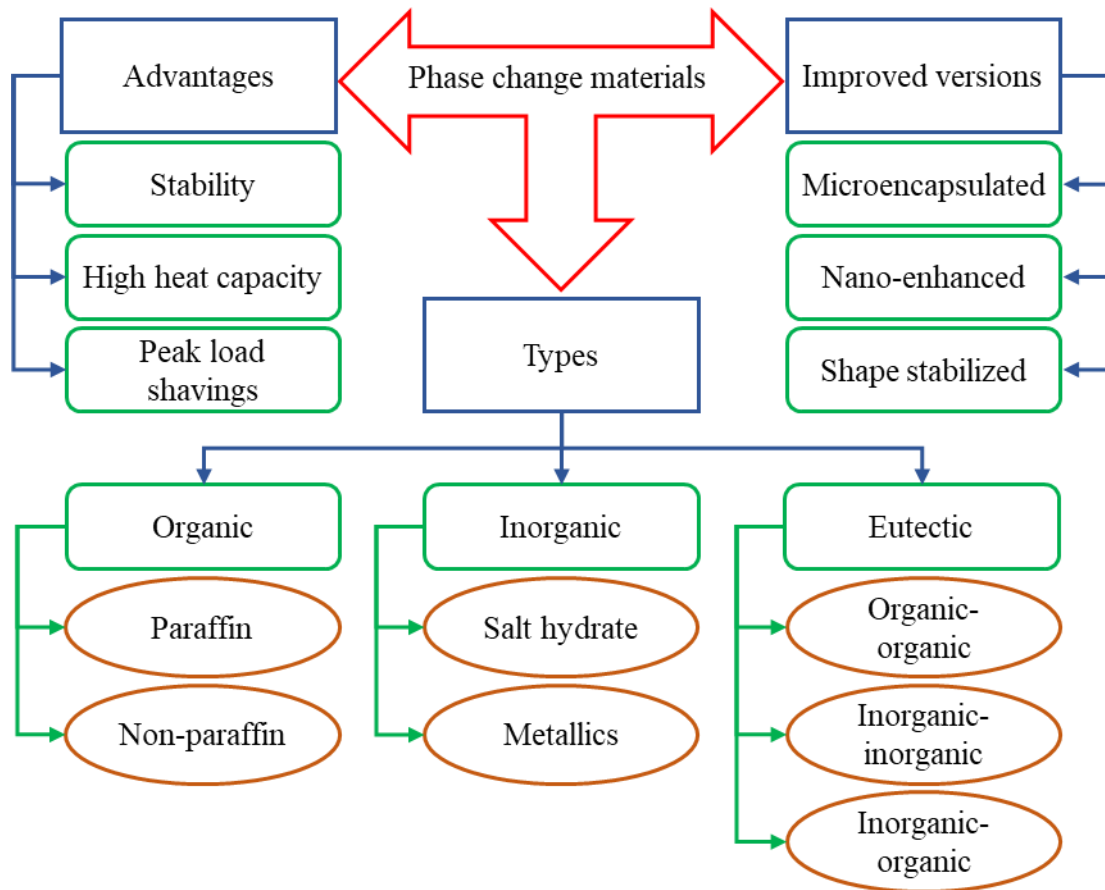 Advantages
Phase change materials
Improved versions
Stability
High heat capacity
Peak load
shavings
Microencapsulated
Nano-enhanced
Shape stabilized
Types
Organic
Paraffin
Non-paraffin
Inorganic
Salt hydrate
Metallics
Eutectic
Organic-
organic
Inorganic-
inorganic
Inorganic-
organic